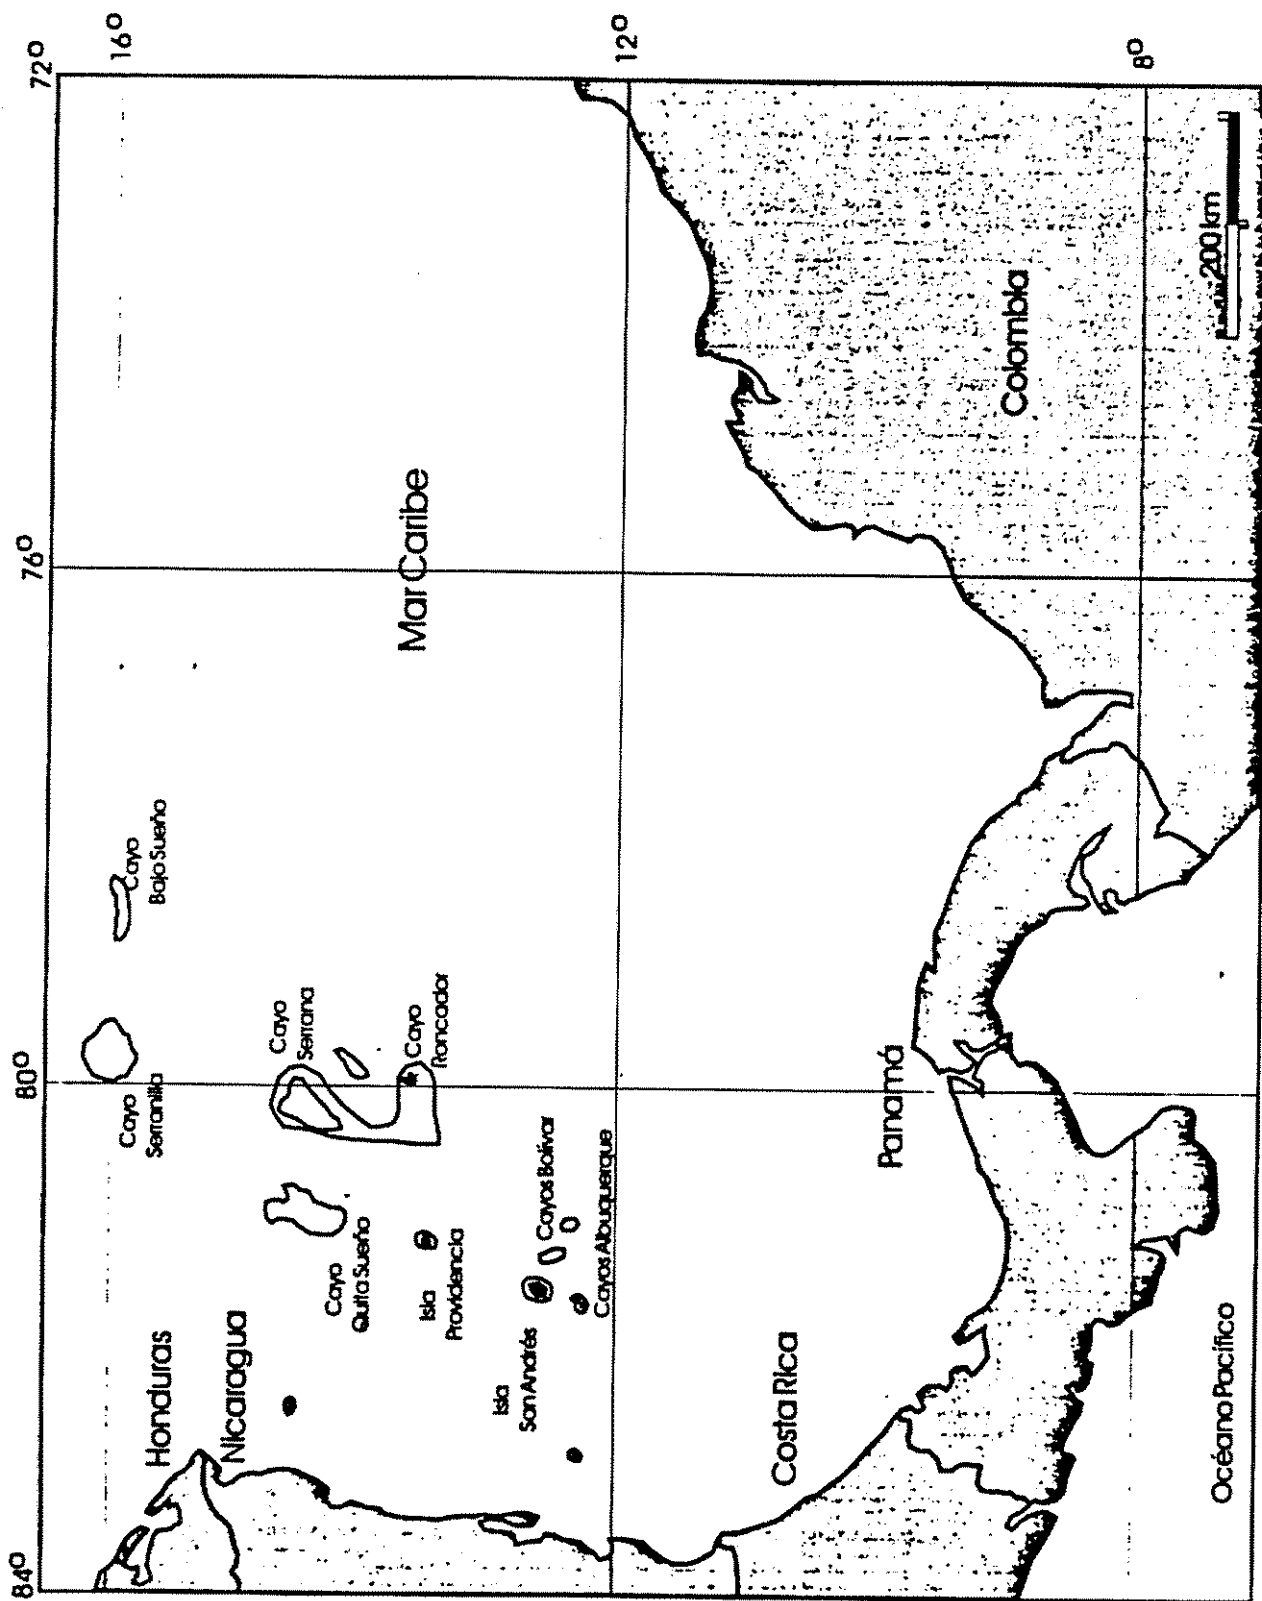 84°
80°
76°
72°
16°
12°
8°
Honduras
Nicaragua
Cayo
Serranilla
Cayo
Bajo Sueño
Cayo
Serrana
Cayo
Quita Sueño
Cayo
Roncador
Isla
Providencia
Isla
San Andrés
Cayos Bolívar
Cayos Albuquerque
Mar Caribe
Costa Rica
Panamá
Colombia
Océano Pacífico
200 km